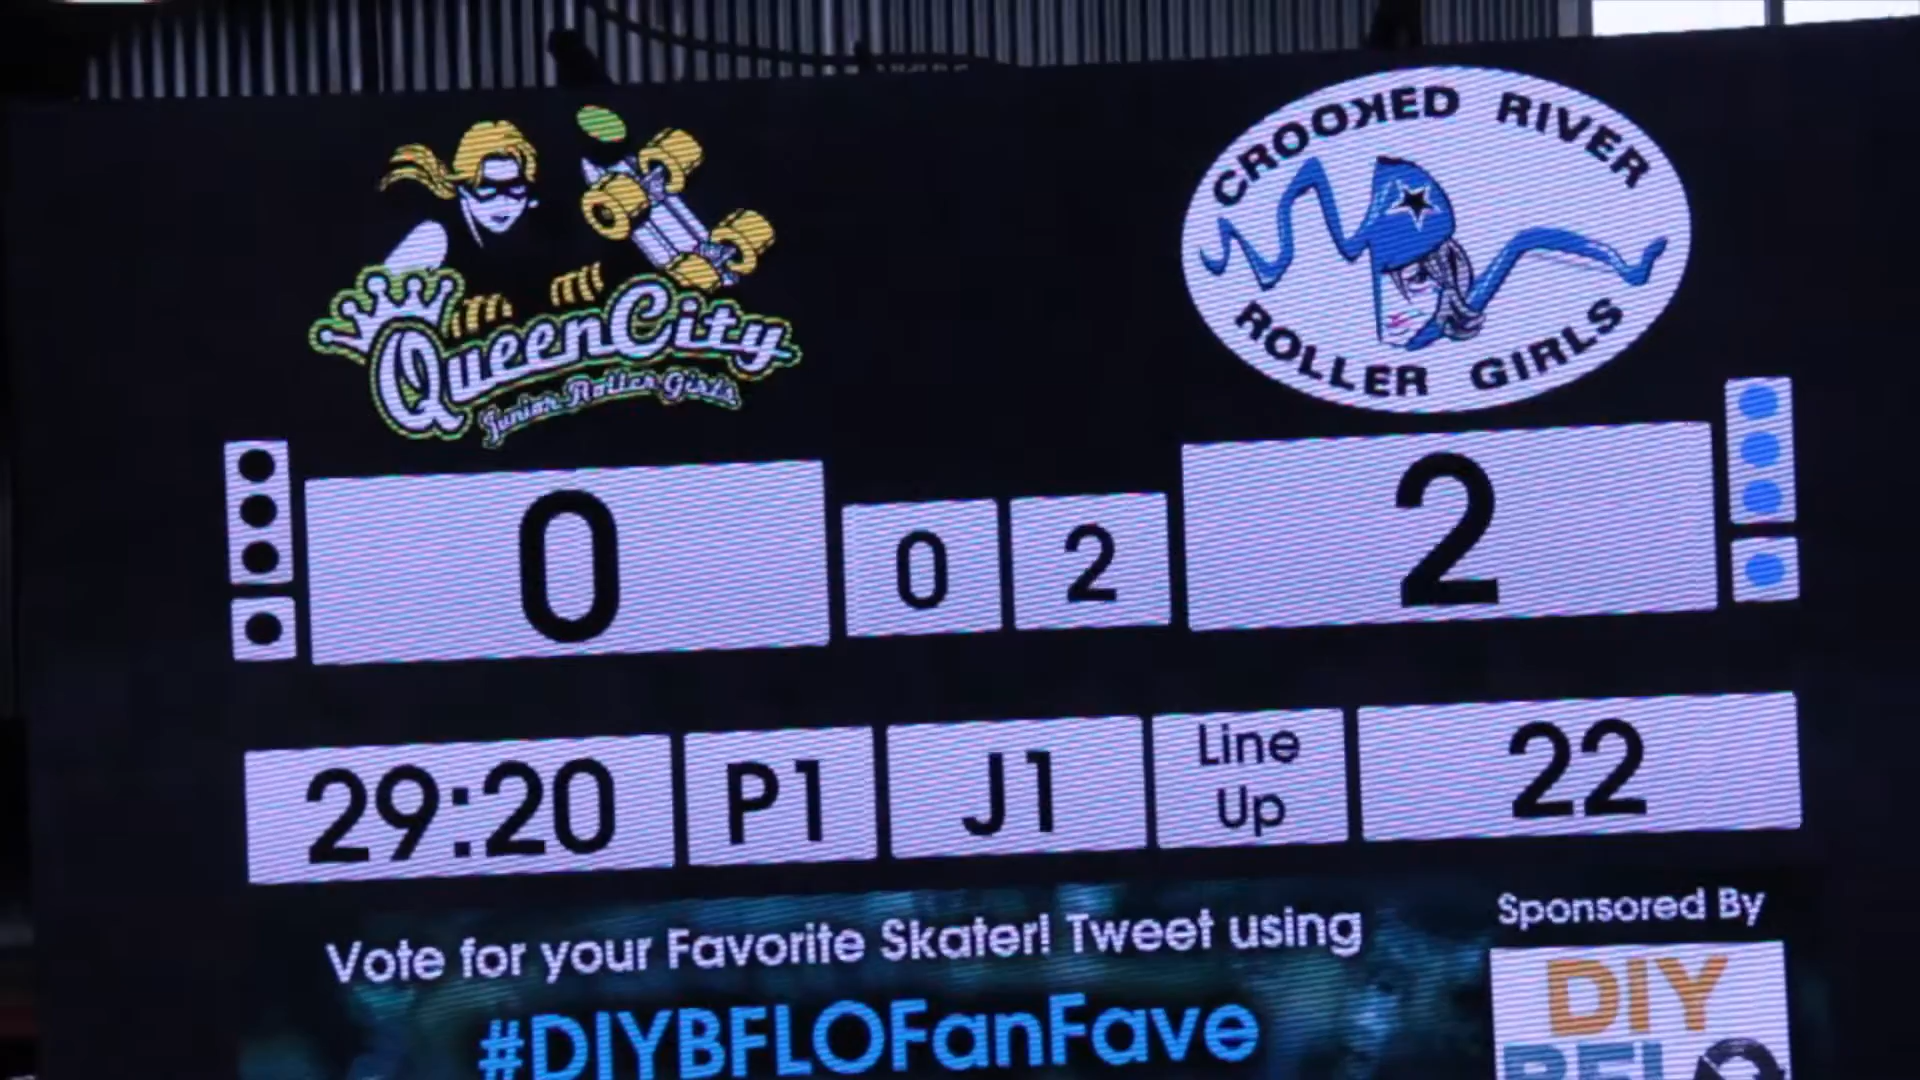 QueenCity
Junior Roller Girls
CROOKED RIVER
ROLLER GIRLS
0
0
2
2
29:20
P1
J1
Line
Up
22
Vote for your Favorite Skater! Tweet using
#DIYBFLOFanFave
Sponsored By
DIY
BFLO